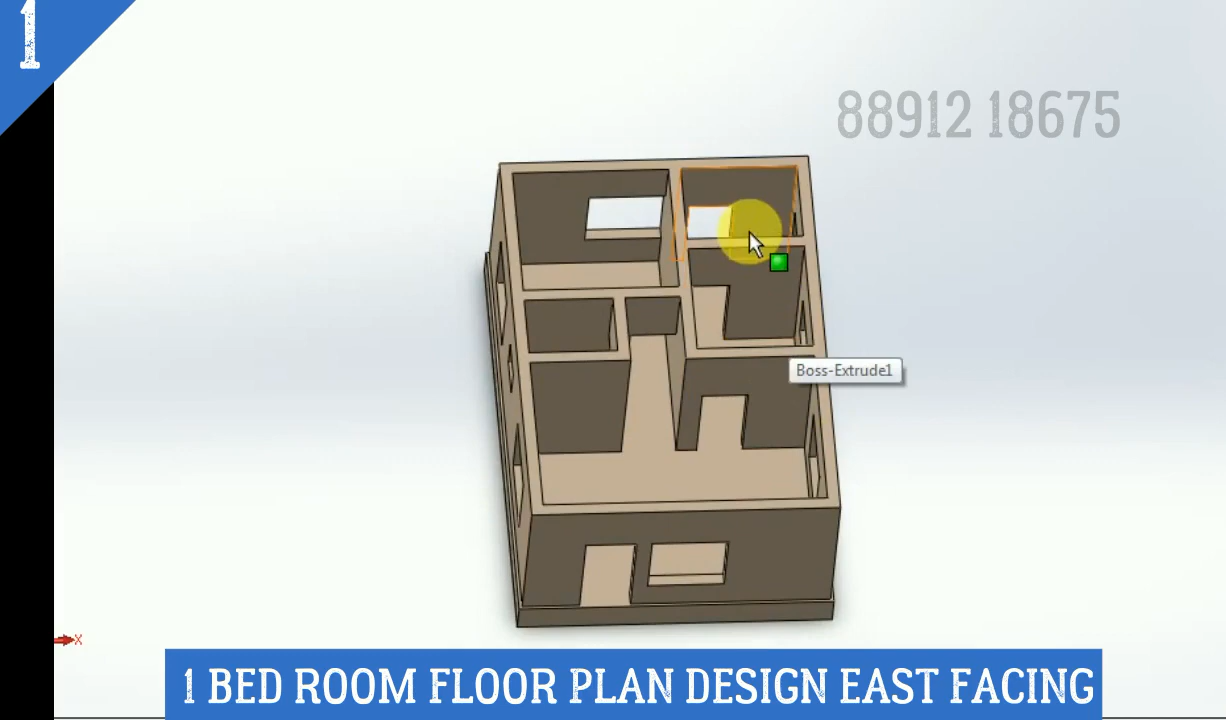 1
88912 18675
Boss-Extrude1
X
1 BED ROOM FLOOR PLAN DESIGN EAST FACING